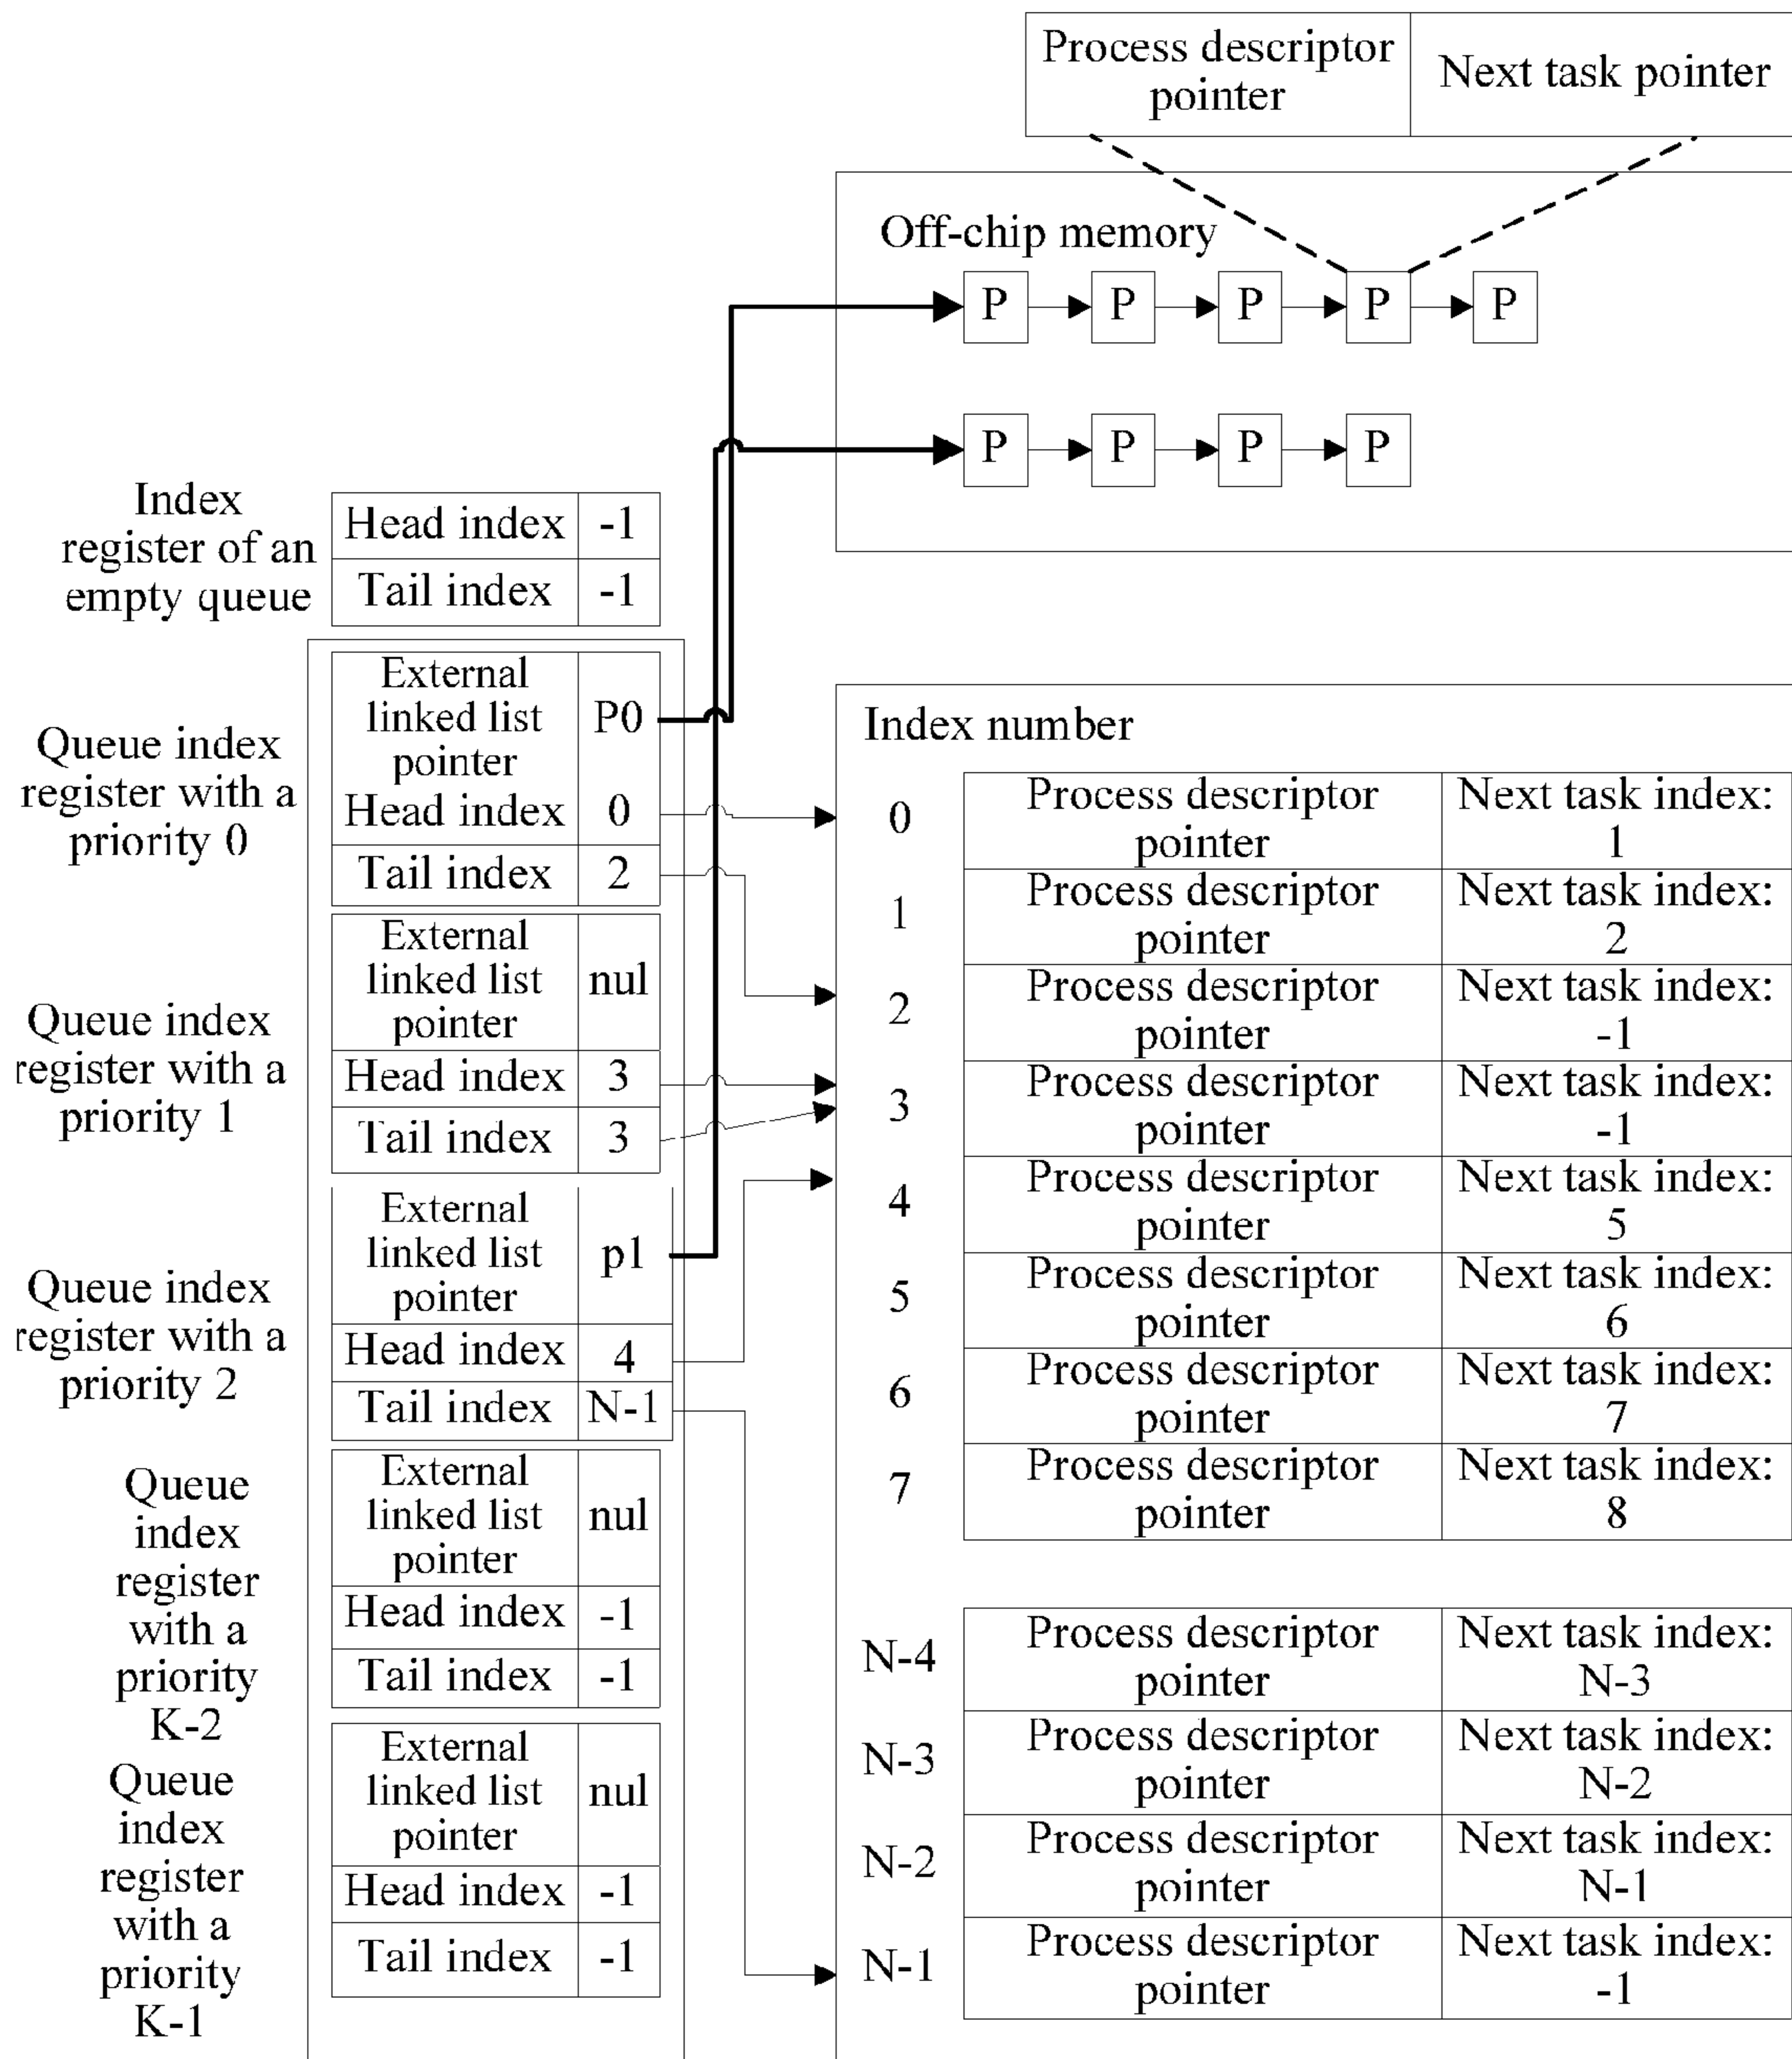 Process descriptor
pointer
Next task pointer
Off-chip memory
P P P P P
P P P P
Index
register of an
empty queue
Head index -1
Tail index -1
Queue index
register with a
priority 0
External
linked list
pointer
P0
Head index 0
Tail index 2
Queue index
register with a
priority 1
External
linked list
pointer
nul
Head index 3
Tail index 3
Queue index
register with a
priority 2
External
linked list
pointer
p1
Head index 4
Tail index N-1
Queue
index
register
with a
priority
K-2
External
linked list
pointer
nul
Head index -1
Tail index -1
Queue
index
register
with a
priority
K-1
External
linked list
pointer
nul
Head index -1
Tail index -1
Index number
0
Process descriptor
pointer
Next task index:
1
1
Process descriptor
pointer
Next task index:
2
2
Process descriptor
pointer
Next task index:
-1
3
Process descriptor
pointer
Next task index:
-1
4
Process descriptor
pointer
Next task index:
5
5
Process descriptor
pointer
Next task index:
6
6
Process descriptor
pointer
Next task index:
7
7
Process descriptor
pointer
Next task index:
8
N-4
Process descriptor
pointer
Next task index:
N-3
N-3
Process descriptor
pointer
Next task index:
N-2
N-2
Process descriptor
pointer
Next task index:
N-1
N-1
Process descriptor
pointer
Next task index:
-1